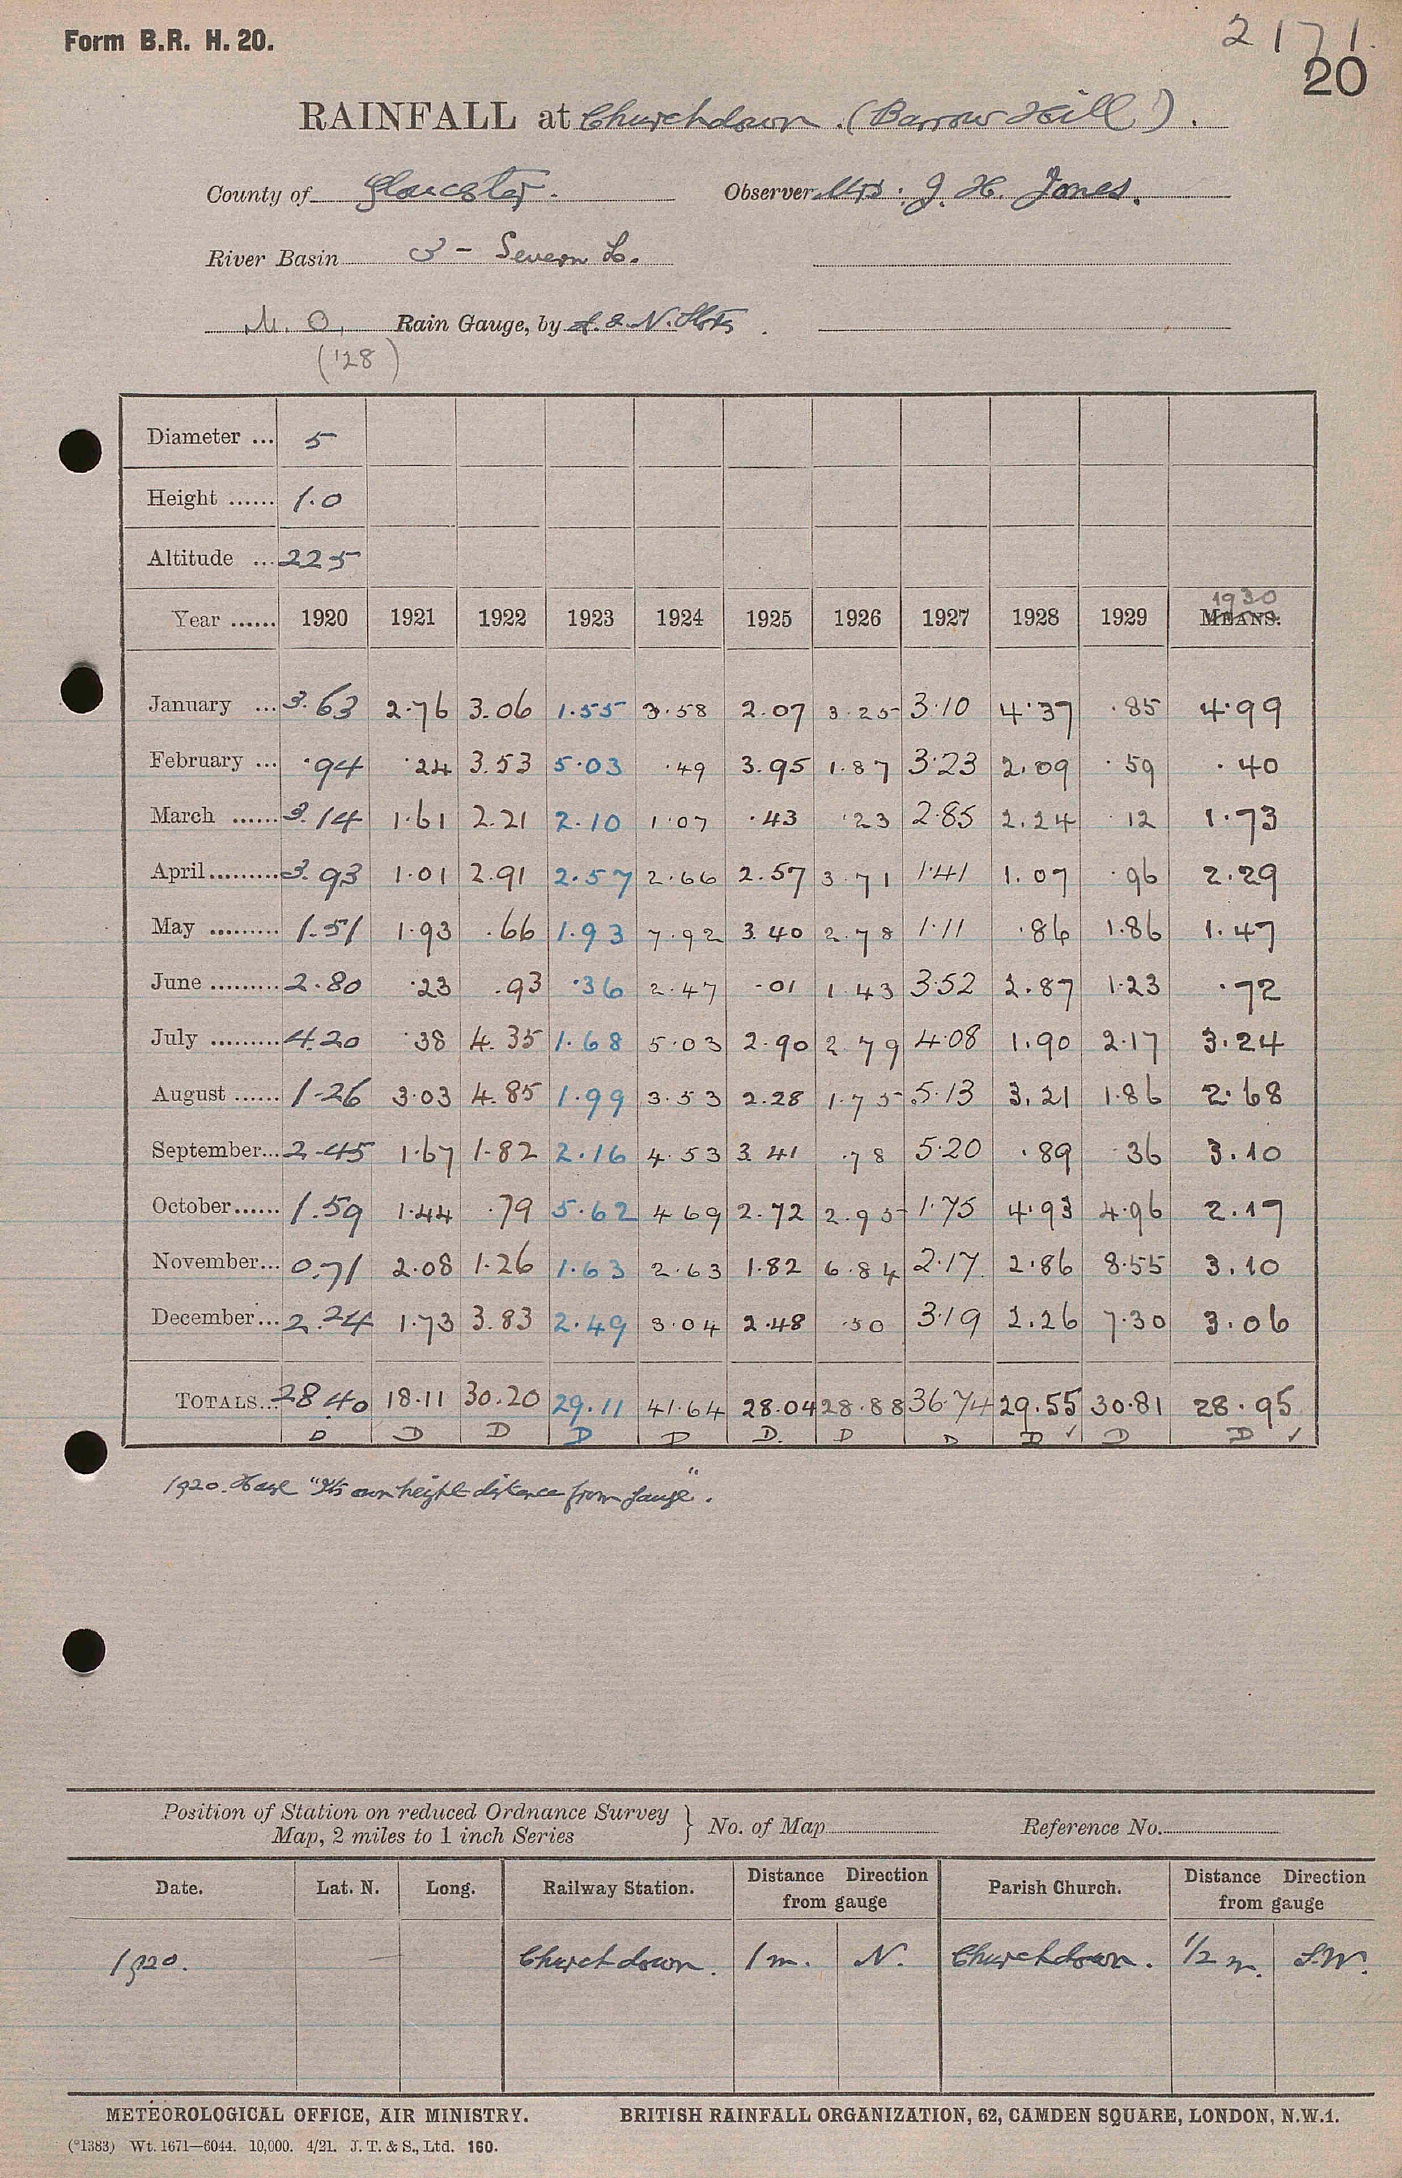 Form B.R. H. 20.
2171.
20
RAINFALL at Churchdown. (Barrow Hill).
County of Gloucester. Observer Mrs. J. H. Jones.
River Basin 3 - Severn L.
M. O. Rain Gauge, by
('28)
Diameter ... 5
Height ...... 1.0
Altitude ... 225
1930
Year ...... 1920 1921 1922 1923 1924 1925 1926 1927 1928 1929 MEANS.
January ... 3.63 2.76 3.06 1.55 3.58 2.07 3.25 3.10 4.37 .85 4.99
February ... .94 .24 3.53 5.03 .49 3.95 1.87 3.23 2.09 .59 .40
March ...... 3.14 1.61 2.21 2.10 1.07 .43 .23 2.85 2.24 .12 1.73
April......... 3.93 1.01 2.91 2.57 2.66 2.57 3.71 1.41 1.07 .96 2.29
May ......... 1.51 1.93 .66 1.93 7.92 3.40 2.78 1.11 .86 1.86 1.47
June ......... 2.80 .23 .93 .36 2.47 .01 1.43 3.52 2.87 1.23 .72
July ......... 4.20 .38 4.35 1.68 5.03 2.90 2.79 4.08 1.90 2.17 3.24
August ...... 1.26 3.03 4.85 1.99 3.53 2.28 1.75 5.13 3.21 1.86 2.68
September... 2.45 1.67 1.82 2.16 4.53 3.41 .78 5.20 .89 .36 3.10
October...... 1.59 1.44 .79 5.62 4.69 2.72 2.95 1.75 4.93 4.96 2.17
November... 0.71 2.08 1.26 1.63 2.63 1.82 6.84 2.17 2.86 8.55 3.10
December... 2.24 1.73 3.83 2.49 3.04 2.48 .50 3.19 2.26 7.30 3.06
TOTALS... 28.40 18.11 30.20 29.11 41.64 28.04 28.88 36.74 29.55 30.81 28.95
D D D D D D. D D D ✓ D D ✓
1920. Hase "Its own height distance from gauge".
Position of Station on reduced Ordnance Survey } No. of Map Reference No.
Map, 2 miles to 1 inch Series
Date. Lat. N. Long. Railway Station. Distance Direction Parish Church. Distance Direction
from gauge from gauge
1920. Churchdown. 1 m. N. Churchdown. 1/2 m. S.W.
METEOROLOGICAL OFFICE, AIR MINISTRY. BRITISH RAINFALL ORGANIZATION, 62, CAMDEN SQUARE, LONDON, N.W.1.
(*1383) Wt. 1671—6044. 10,000. 4/21. J. T. & S., Ltd. 160.